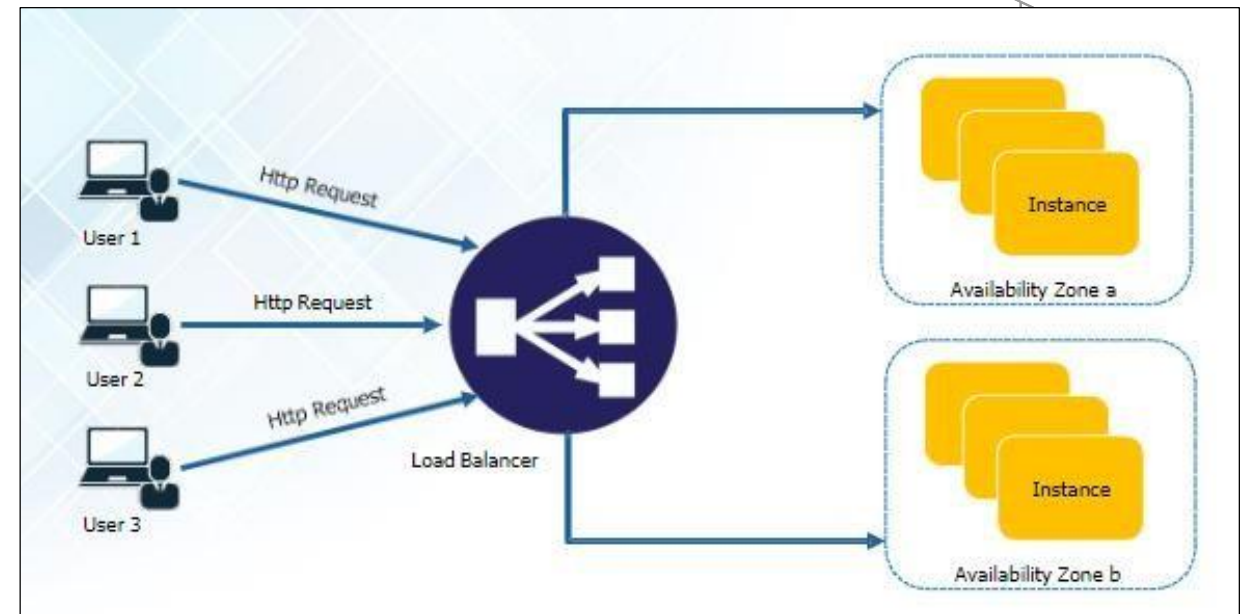 Http Request
User 1
Http Request
User 2
Http Request
User 3
Load Balancer
Instance
Availability Zone a
Instance
Availability Zone b